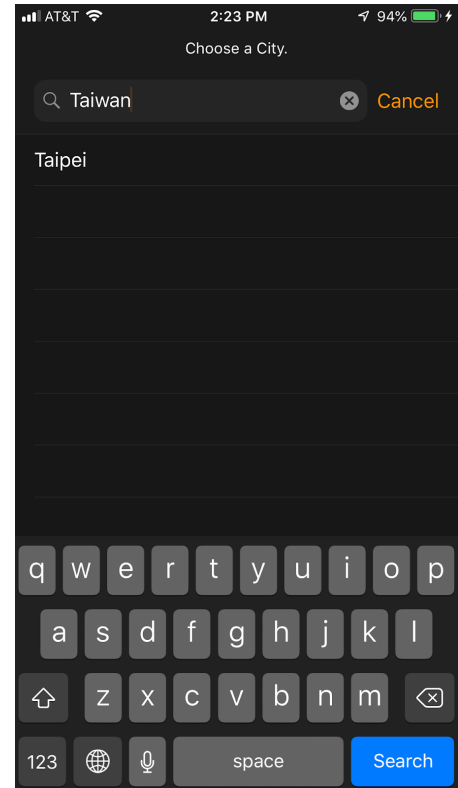 AT&T 2:23 PM 94%
Choose a City.
Taiwan Cancel
Taipei
q w e r t y u i o p
a s d f g h j k l
z x c v b n m
123 space Search